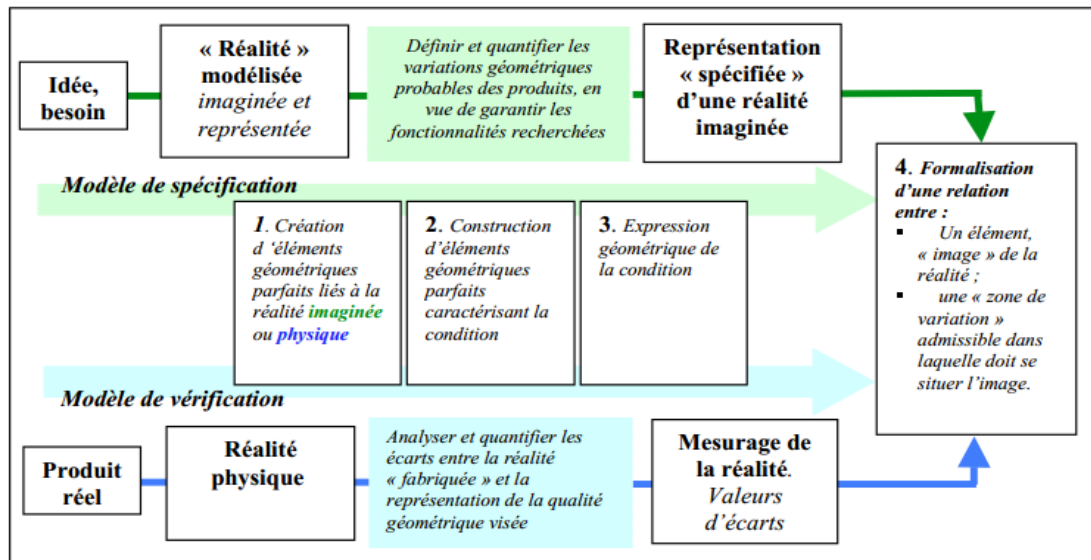 Idée,
besoin
« Réalité »
modélisée
imaginée et
représentée
Définir et quantifier les
variations géométriques
probables des produits, en
vue de garantir les
fonctionnalités recherchées
Représentation
« spécifiée »
d'une réalité
imaginée
Modèle de spécification
1. Création
d 'éléments
géométriques
parfaits liés à la
réalité imaginée
ou physique
2. Construction
d'éléments
géométriques
parfaits
caractérisant la
condition
3. Expression
géométrique de
la condition
4. Formalisation
d'une relation
entre :
▪ Un élément,
« image » de la
réalité ;
▪ une « zone de
variation »
admissible dans
laquelle doit se
situer l'image.
Modèle de vérification
Produit
réel
Réalité
physique
Analyser et quantifier les
écarts entre la réalité
« fabriquée » et la
représentation de la qualité
géométrique visée
Mesurage de
la réalité.
Valeurs
d'écarts